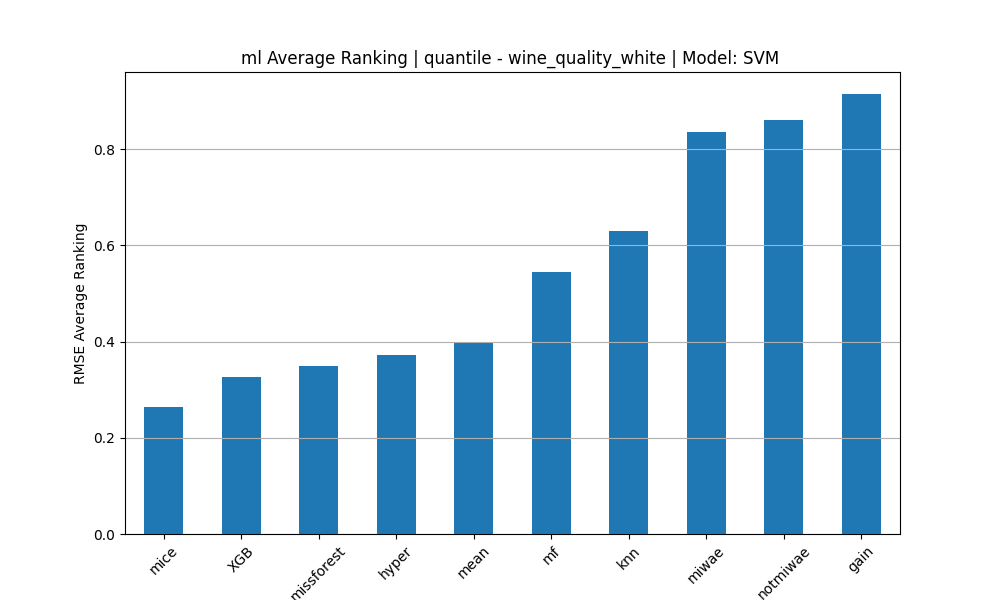 ml Average Ranking | quantile - wine_quality_white | Model: SVM
RMSE Average Ranking
0.8
0.6
0.4
0.2
0.0
mice
XGB
missforest
hyper
mean
mf
knn
miwae
notmiwae
gain